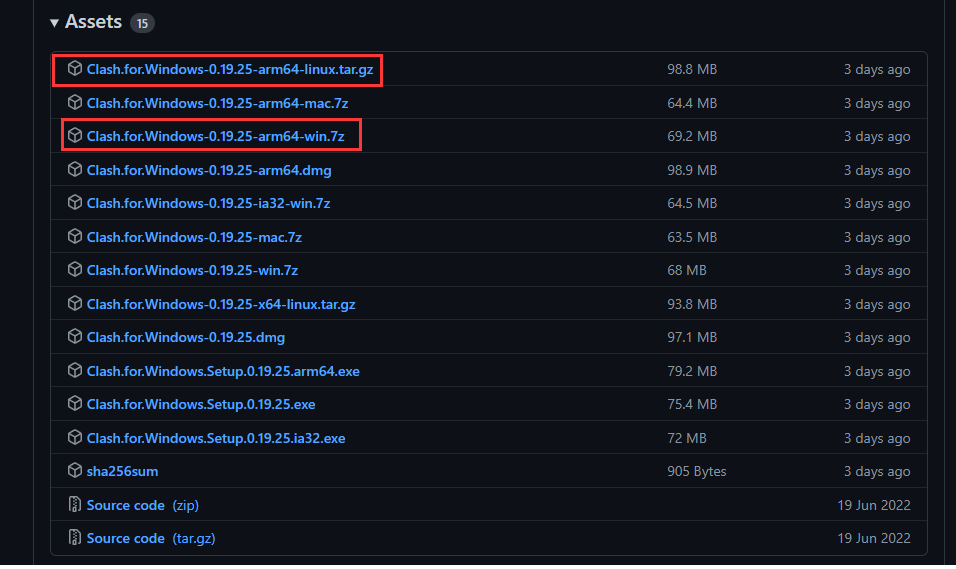 Assets 15
Clash.for.Windows-0.19.25-arm64-linux.tar.gz 98.8 MB 3 days ago
Clash.for.Windows-0.19.25-arm64-mac.7z 64.4 MB 3 days ago
Clash.for.Windows-0.19.25-arm64-win.7z 69.2 MB 3 days ago
Clash.for.Windows-0.19.25-arm64.dmg 98.9 MB 3 days ago
Clash.for.Windows-0.19.25-ia32-win.7z 64.5 MB 3 days ago
Clash.for.Windows-0.19.25-mac.7z 63.5 MB 3 days ago
Clash.for.Windows-0.19.25-win.7z 68 MB 3 days ago
Clash.for.Windows-0.19.25-x64-linux.tar.gz 93.8 MB 3 days ago
Clash.for.Windows-0.19.25.dmg 97.1 MB 3 days ago
Clash.for.Windows.Setup.0.19.25.arm64.exe 79.2 MB 3 days ago
Clash.for.Windows.Setup.0.19.25.exe 75.4 MB 3 days ago
Clash.for.Windows.Setup.0.19.25.ia32.exe 72 MB 3 days ago
sha256sum 905 Bytes 3 days ago
Source code (zip) 19 Jun 2022
Source code (tar.gz) 19 Jun 2022